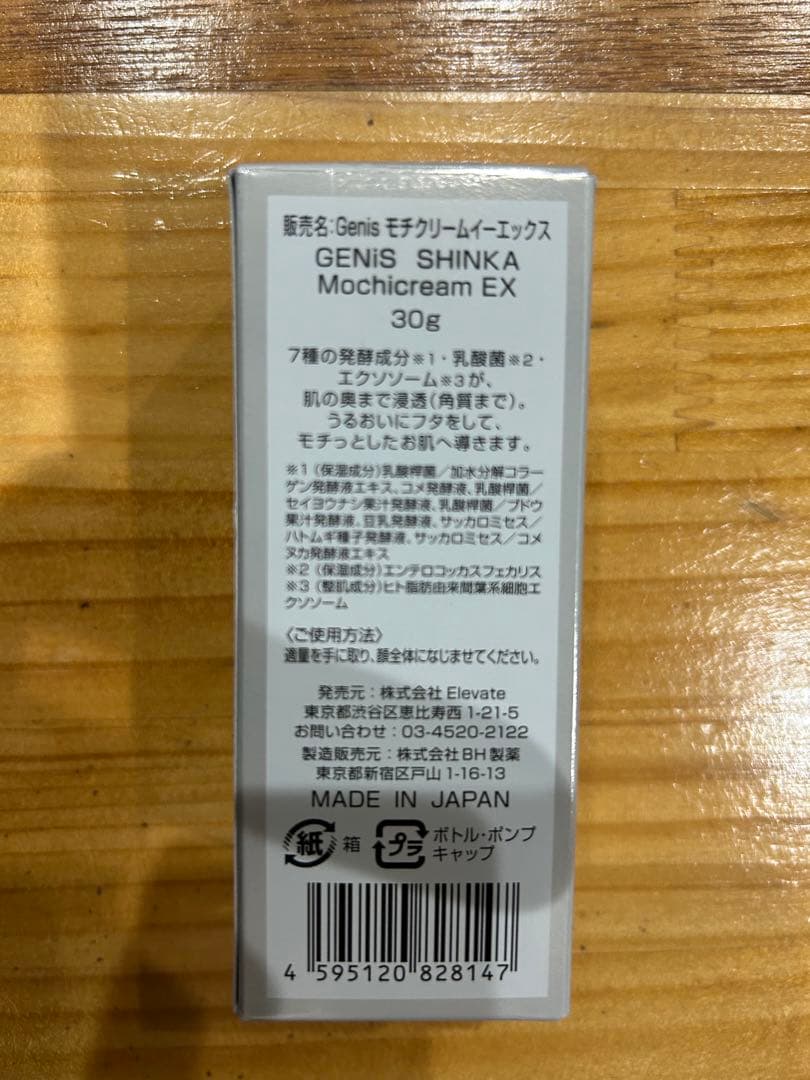 販売名:Genis モチクリームイーエックス
GENiS SHINKA
Mochicream EX
30g
7種の発酵成分※1・乳酸菌※2・
エクソソーム※3が、
肌の奥まで浸透(角質まで)。
うるおいにフタをして、
モチっとしたお肌へ導きます。
※1 (保湿成分)乳酸桿菌/加水分解コラー
ゲン発酵液エキス、コメ発酵液、乳酸桿菌/
セイヨウナシ果汁発酵液、乳酸桿菌/ブドウ
果汁発酵液、豆乳発酵液、サッカロミセス/
ハトムギ種子発酵液、サッカロミセス/コメ
ヌカ発酵液エキス
※2 (保湿成分)エンテロコッカスフェカリス
※3 (整肌成分)ヒト脂肪由来間葉系細胞エ
クソソーム
〈ご使用方法〉
適量を手に取り、顔全体になじませてください。
発売元:株式会社Elevate
東京都渋谷区恵比寿西1-21-5
お問い合わせ:03-4520-2122
製造販売元:株式会社BH製薬
東京都新宿区戸山1-16-13
MADE IN JAPAN
紙 箱 プラ ボトル・ポンプ
キャップ
4 595120 828147